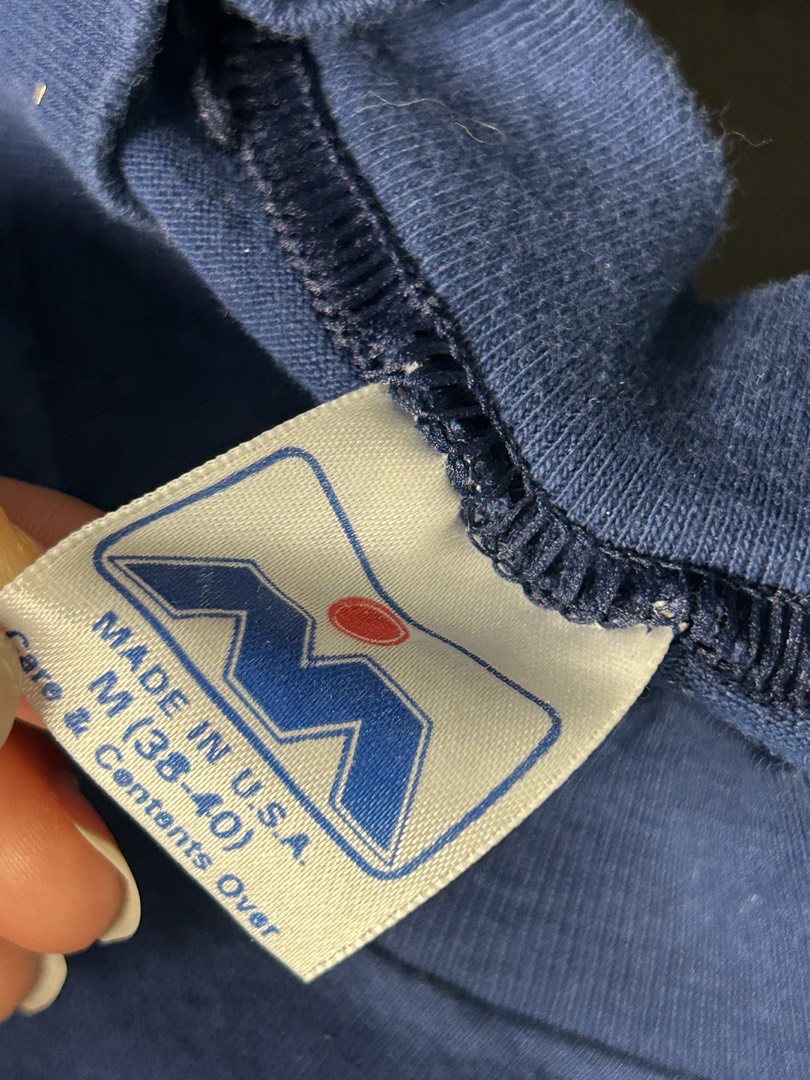 MADE IN U.S.A.
M (38-40)
Care & Contents Over